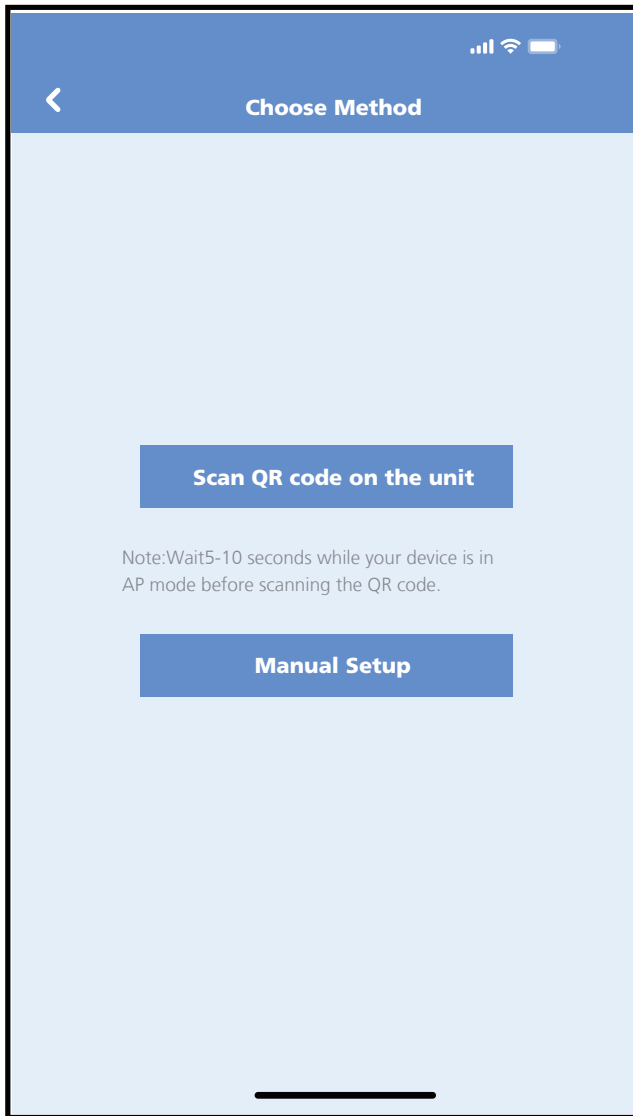 Choose Method
Scan QR code on the unit
Note:Wait5-10 seconds while your device is in
AP mode before scanning the QR code.
Manual Setup